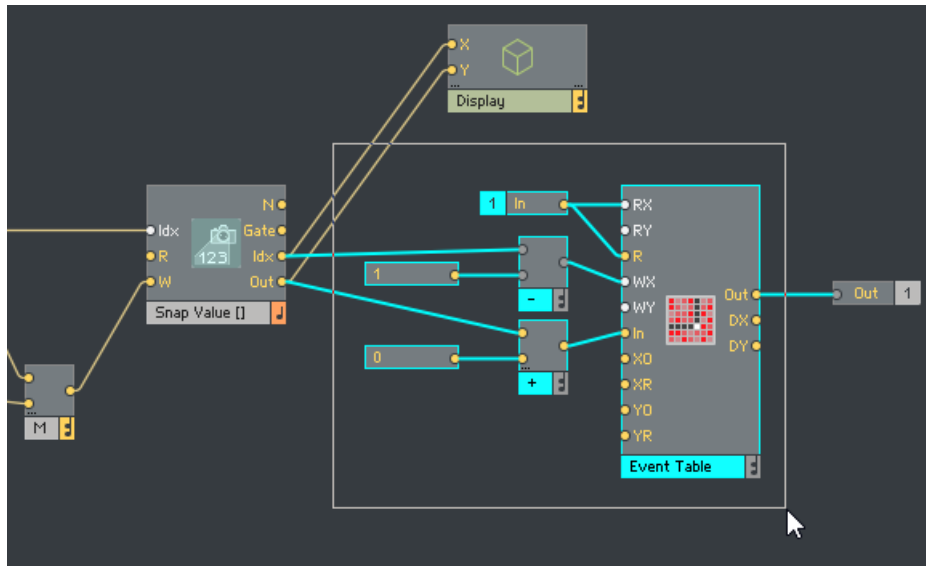 X
Y
Display
1 In
RX
RY
R
WX
WY
In
XO
XR
YO
YR
Out
DX
DY
Event Table
Out 1
N
Idx Gate
R 123 Idx
W Out
Snap Value []
1
-
0
+
M